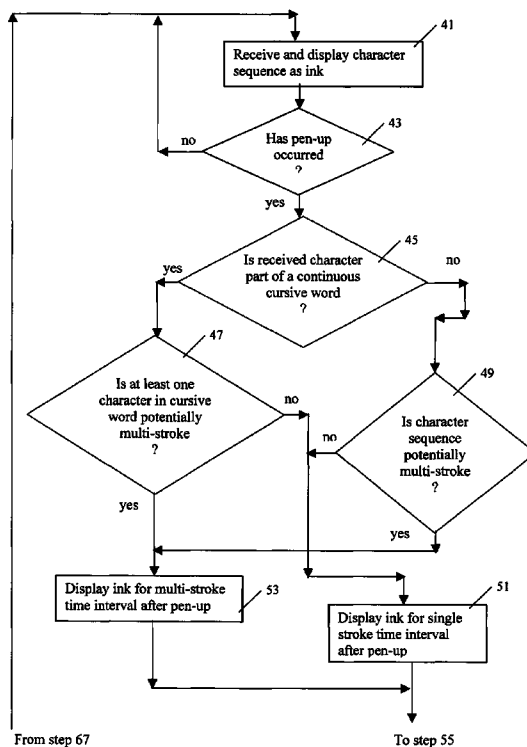 41
Receive and display character
sequence as ink
43
no
Has pen-up
occurred
?
yes
45
Is received character
part of a continuous
cursive word
?
yes
no
47
Is at least one
character in cursive
word potentially
multi-stroke
?
no
49
Is character
sequence
potentially
multi-stroke
?
no
yes
yes
Display ink for multi-stroke
time interval after pen-up
53
51
Display ink for single
stroke time interval
after pen-up
From step 67
To step 55